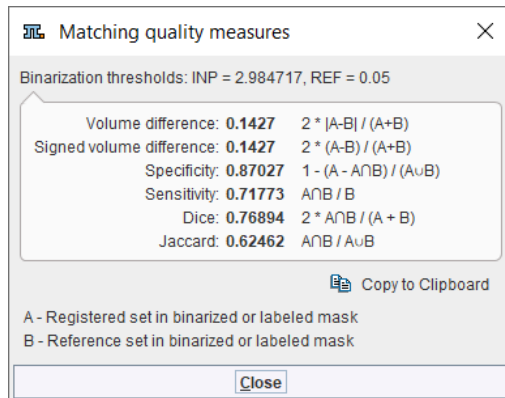 Matching quality measures
Binarization thresholds: INP = 2.984717, REF = 0.05
Volume difference: 0.1427 2 * |A-B| / (A+B)
Signed volume difference: 0.1427 2 * (A-B) / (A+B)
Specificity: 0.87027 1 - (A - A∩B) / (A∪B)
Sensitivity: 0.71773 A∩B / B
Dice: 0.76894 2 * A∩B / (A + B)
Jaccard: 0.62462 A∩B / A∪B
Copy to Clipboard
A - Registered set in binarized or labeled mask
B - Reference set in binarized or labeled mask
Close